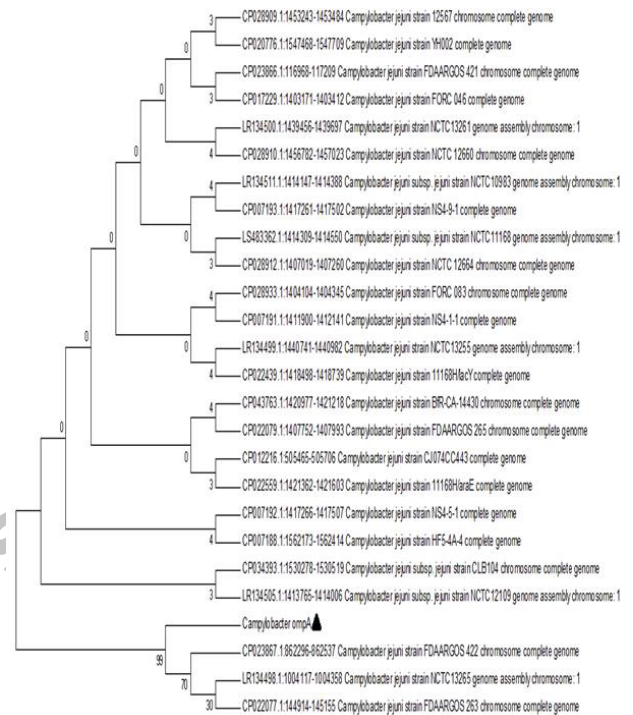 CP028909.1:1453243-1453484 Campylobacter jejuni strain 12567 chromosome complete genome
CP020776.1:1547468-1547709 Campylobacter jejuni strain YH002 complete genome
CP023866.1:116968-117209 Campylobacter jejuni strain FDAARGOS 421 chromosome complete genome
CP017229.1:1403171-1403412 Campylobacter jejuni strain FORC 046 complete genome
LR134500.1:1439456-1439697 Campylobacter jejuni strain NCTC13261 genome assembly chromosome: 1
CP028910.1:1456782-1457023 Campylobacter jejuni strain NCTC 12660 chromosome complete genome
LR134511.1:1414147-1414388 Campylobacter jejuni subsp. jejuni strain NCTC10983 genome assembly chromosome: 1
CP007193.1:1417261-1417502 Campylobacter jejuni strain NS4-9-1 complete genome
LS483362.1:1414309-1414550 Campylobacter jejuni subsp. jejuni strain NCTC11168 genome assembly chromosome: 1
CP028912.1:1407019-1407260 Campylobacter jejuni strain NCTC 12664 chromosome complete genome
CP028933.1:1404104-1404345 Campylobacter jejuni strain FORC 083 chromosome complete genome
CP007191.1:1411900-1412141 Campylobacter jejuni strain NS4-1-1 complete genome
LR134499.1:1440741-1440982 Campylobacter jejuni strain NCTC13255 genome assembly chromosome: 1
CP022439.1:1418498-1418739 Campylobacter jejuni strain 11168H/lacY complete genome
CP043763.1:1420977-1421218 Campylobacter jejuni strain BfR-CA-14430 chromosome complete genome
CP022079.1:1407752-1407993 Campylobacter jejuni strain FDAARGOS 265 chromosome complete genome
CP012216.1:505465-505706 Campylobacter jejuni strain CJ074CC443 complete genome
CP022559.1:1421362-1421603 Campylobacter jejuni strain 11168H/araE complete genome
CP007192.1:1417266-1417507 Campylobacter jejuni strain NS4-5-1 complete genome
CP007188.1:1562173-1562414 Campylobacter jejuni strain HF5-4A-4 complete genome
CP034393.1:1530278-1530519 Campylobacter jejuni subsp. jejuni strain CLB104 chromosome complete genome
LR134505.1:1413765-1414006 Campylobacter jejuni subsp. jejuni strain NCTC12109 genome assembly chromosome: 1
Campylobacter ompA
CP023867.1:862296-862537 Campylobacter jejuni strain FDAARGOS 422 chromosome complete genome
LR134498.1:1004117-1004358 Campylobacter jejuni strain NCTC13265 genome assembly chromosome: 1
CP022077.1:144914-145155 Campylobacter jejuni strain FDAARGOS 263 chromosome complete genome
3
0
3
0
4
0
4
0
3
0
4
0
4
0
4
0
3
0
4
3
99
70
30